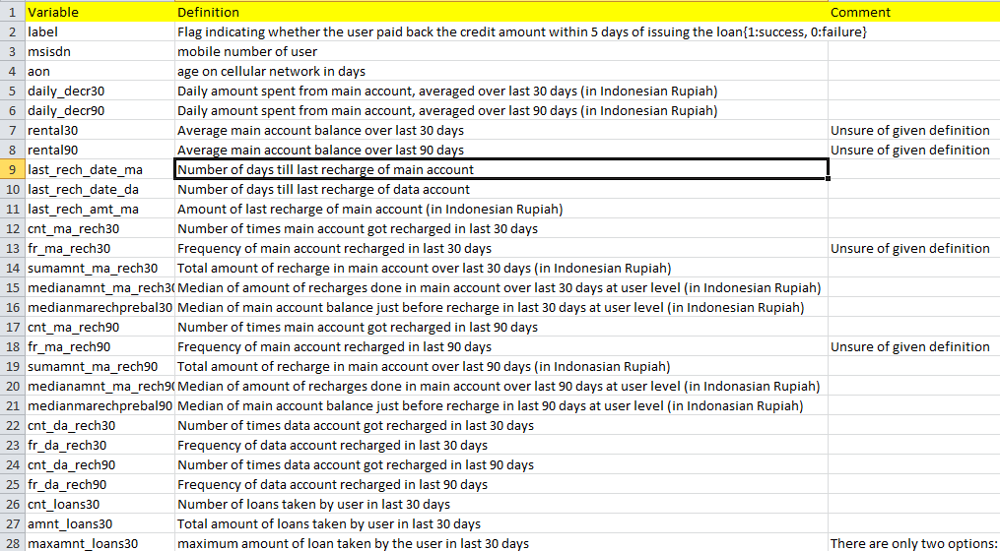 1 Variable Definition Comment
2 label Flag indicating whether the user paid back the credit amount within 5 days of issuing the loan{1:success, 0:failure}
3 msisdn mobile number of user
4 aon age on cellular network in days
5 daily_decr30 Daily amount spent from main account, averaged over last 30 days (in Indonesian Rupiah)
6 daily_decr90 Daily amount spent from main account, averaged over last 90 days (in Indonesian Rupiah)
7 rental30 Average main account balance over last 30 days Unsure of given definition
8 rental90 Average main account balance over last 90 days Unsure of given definition
9 last_rech_date_ma Number of days till last recharge of main account
10 last_rech_date_da Number of days till last recharge of data account
11 last_rech_amt_ma Amount of last recharge of main account (in Indonesian Rupiah)
12 cnt_ma_rech30 Number of times main account got recharged in last 30 days
13 fr_ma_rech30 Frequency of main account recharged in last 30 days Unsure of given definition
14 sumamnt_ma_rech30 Total amount of recharge in main account over last 30 days (in Indonesian Rupiah)
15 medianamnt_ma_rech30 Median of amount of recharges done in main account over last 30 days at user level (in Indonesian Rupiah)
16 medianmarechprebal30 Median of main account balance just before recharge in last 30 days at user level (in Indonesian Rupiah)
17 cnt_ma_rech90 Number of times main account got recharged in last 90 days
18 fr_ma_rech90 Frequency of main account recharged in last 90 days Unsure of given definition
19 sumamnt_ma_rech90 Total amount of recharge in main account over last 90 days (in Indonesian Rupiah)
20 medianamnt_ma_rech90 Median of amount of recharges done in main account over last 90 days at user level (in Indonasian Rupiah)
21 medianmarechprebal90 Median of main account balance just before recharge in last 90 days at user level (in Indonasian Rupiah)
22 cnt_da_rech30 Number of times data account got recharged in last 30 days
23 fr_da_rech30 Frequency of data account recharged in last 30 days
24 cnt_da_rech90 Number of times data account got recharged in last 90 days
25 fr_da_rech90 Frequency of data account recharged in last 90 days
26 cnt_loans30 Number of loans taken by user in last 30 days
27 amnt_loans30 Total amount of loans taken by user in last 30 days
28 maxamnt_loans30 maximum amount of loan taken by the user in last 30 days There are only two options: